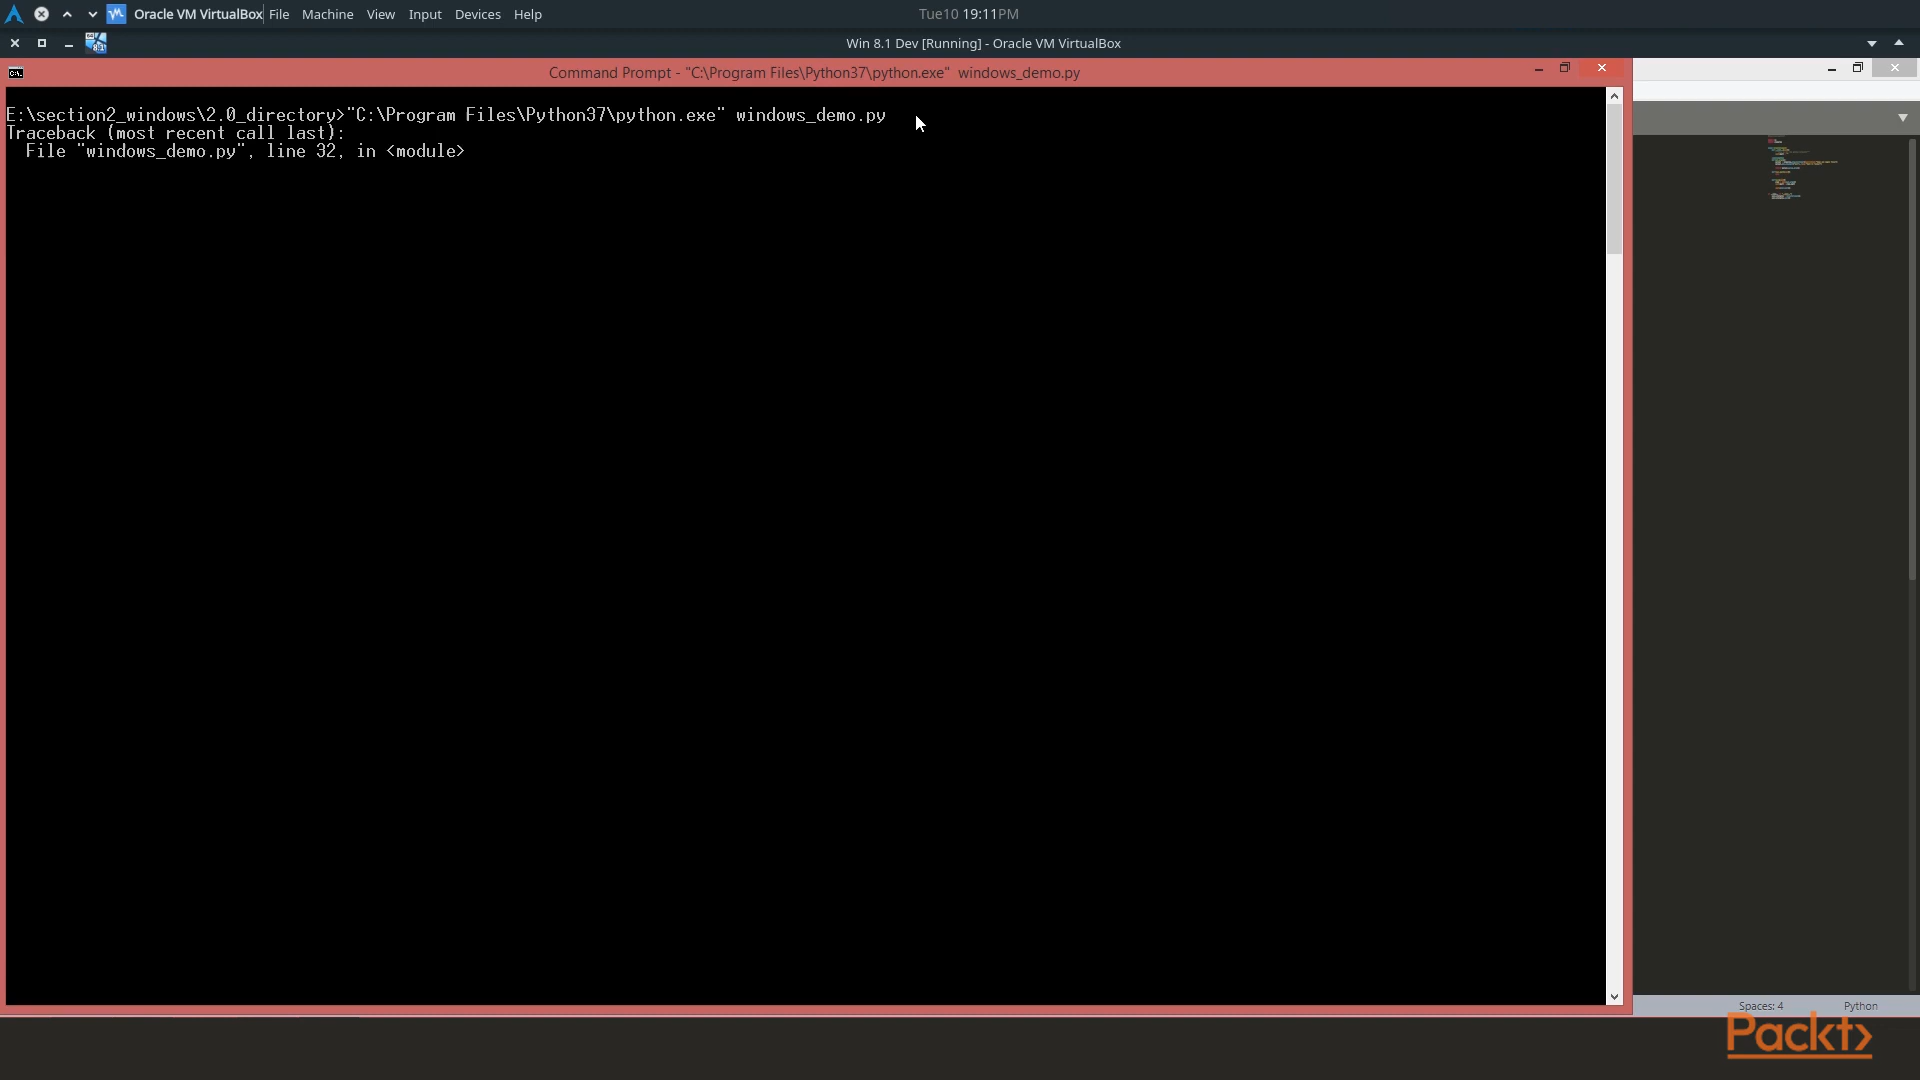 Oracle VM VirtualBox File Machine View Input Devices Help Tue10 19:11PM
Win 8.1 Dev [Running] - Oracle VM VirtualBox
Command Prompt - "C:\Program Files\Python37\python.exe" windows_demo.py
E:\section2_windows\2.0_directory>"C:\Program Files\Python37\python.exe" windows_demo.py
Traceback (most recent call last):
  File "windows_demo.py", line 32, in <module>
Spaces: 4 Python
Packt>